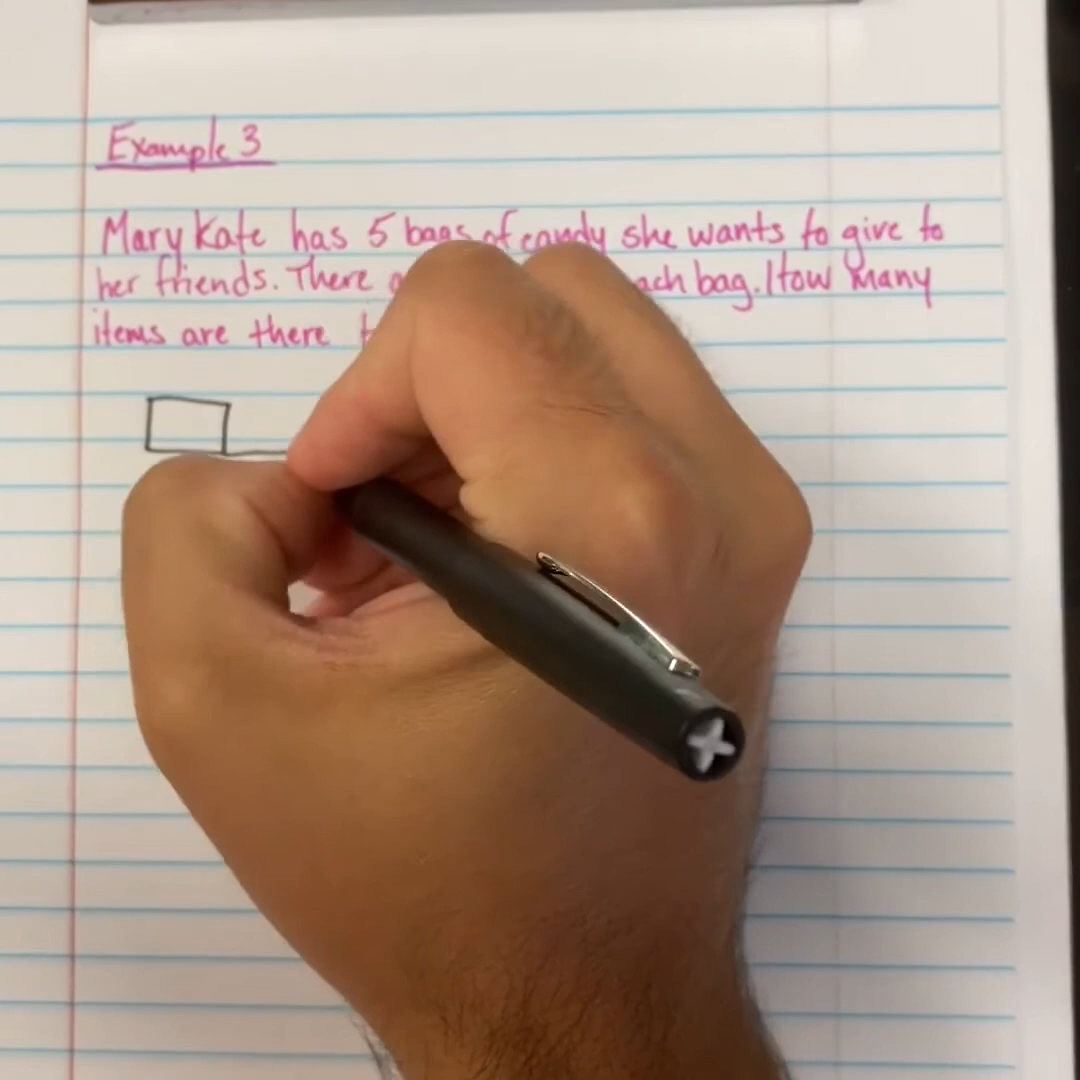 Example 3
Mary Kate has 5 bags of candy she wants to give to
her friends. There bag. How many
items are there